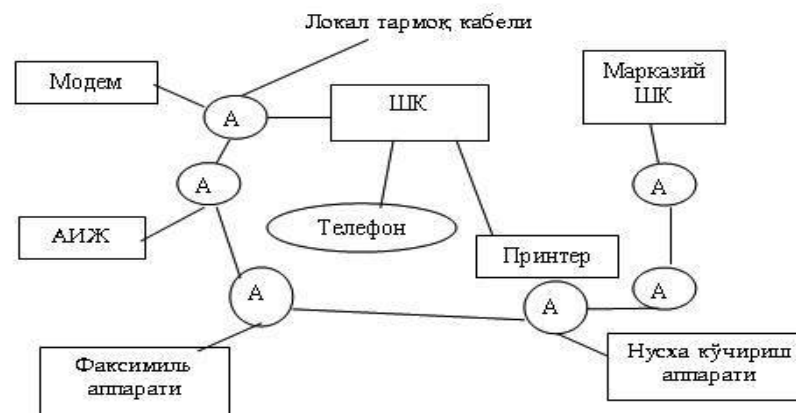 Локал тармоқ кабели
Модем
А
ШК
Марказий
ШК
А
А
АИЖ
Телефон
Принтер
А
А
А
Факсимиль
аппарати
Нусха кўчириш
аппарати